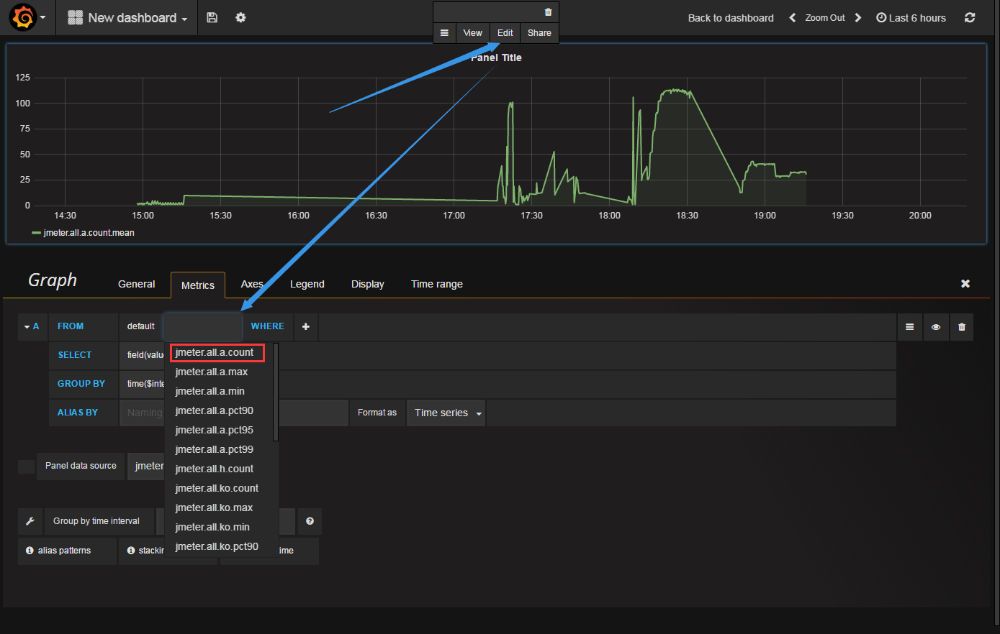 New dashboard
Back to dashboard
Zoom Out
Last 6 hours
View
Edit
Share
Panel Title
125
100
75
50
25
0
14:30
15:00
15:30
16:00
16:30
17:00
17:30
18:00
18:30
19:00
19:30
20:00
jmeter.all.a.count.mean
Graph
General
Metrics
Axes
Legend
Display
Time range
A
FROM
default
WHERE
SELECT
field(valu
GROUP BY
time($inte
ALIAS BY
Naming
Format as
Time series
jmeter.all.a.count
jmeter.all.a.max
jmeter.all.a.min
jmeter.all.a.pct90
jmeter.all.a.pct95
jmeter.all.a.pct99
jmeter.all.h.count
jmeter.all.ko.count
jmeter.all.ko.max
jmeter.all.ko.min
jmeter.all.ko.pct90
Panel data source
jmeter
Group by time interval
alias patterns
stackin
time